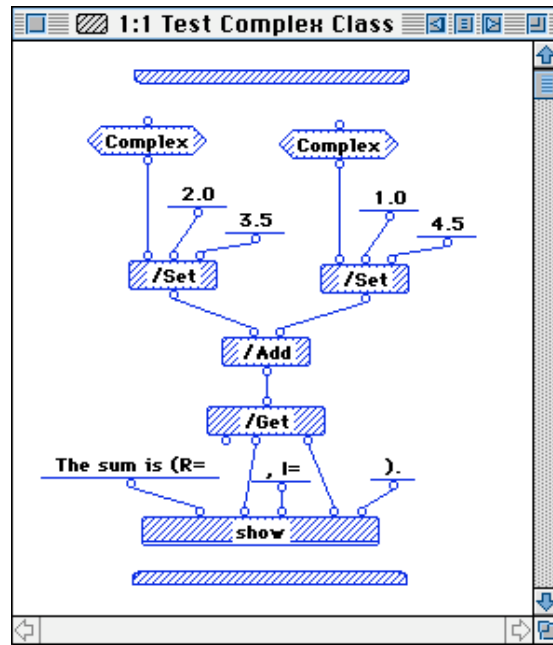 1:1 Test Complex Class
Complex
Complex
2.0
1.0
3.5
4.5
/Set
/Set
/Add
/Get
The sum is (R=
, I=
).
show